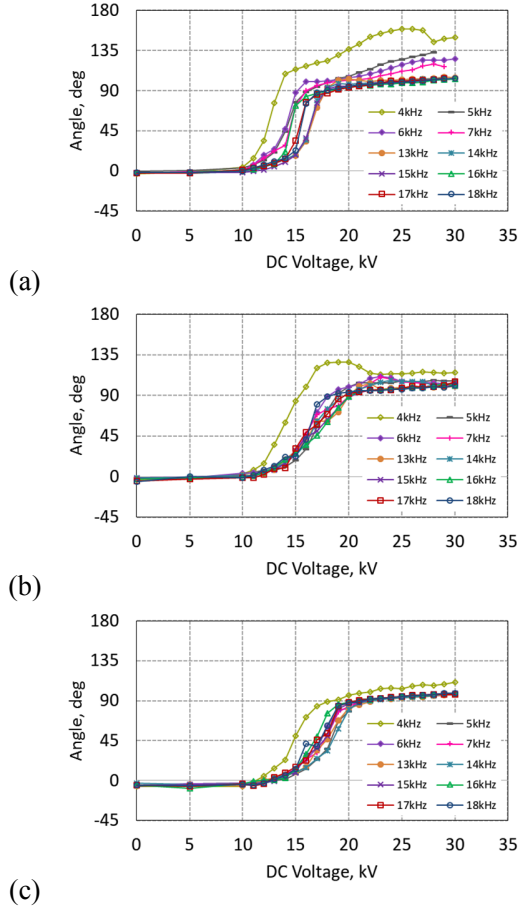 180
135
90
45
0
-45
Angle, deg
4kHz 5kHz
6kHz 7kHz
13kHz 14kHz
15kHz 16kHz
17kHz 18kHz
0 5 10 15 20 25 30 35
DC Voltage, kV
(a)
180
135
90
45
0
-45
Angle, deg
4kHz 5kHz
6kHz 7kHz
13kHz 14kHz
15kHz 16kHz
17kHz 18kHz
0 5 10 15 20 25 30 35
DC Voltage, kV
(b)
180
135
90
45
0
-45
Angle, deg
4kHz 5kHz
6kHz 7kHz
13kHz 14kHz
15kHz 16kHz
17kHz 18kHz
0 5 10 15 20 25 30 35
DC Voltage, kV
(c)